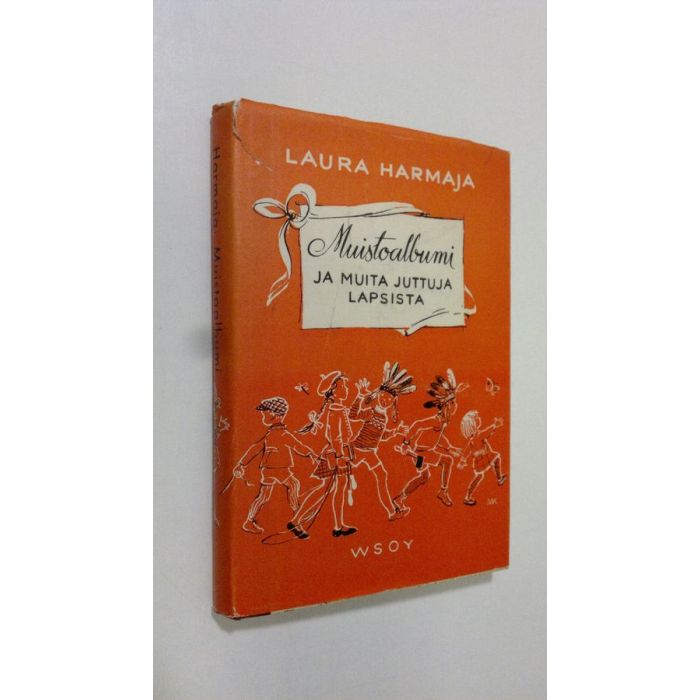 LAURA HARMAJA
Muistoalbumi
JA MUITA JUTTUJA
LAPSISTA
WSOY
Harmaja Muistoalbumi